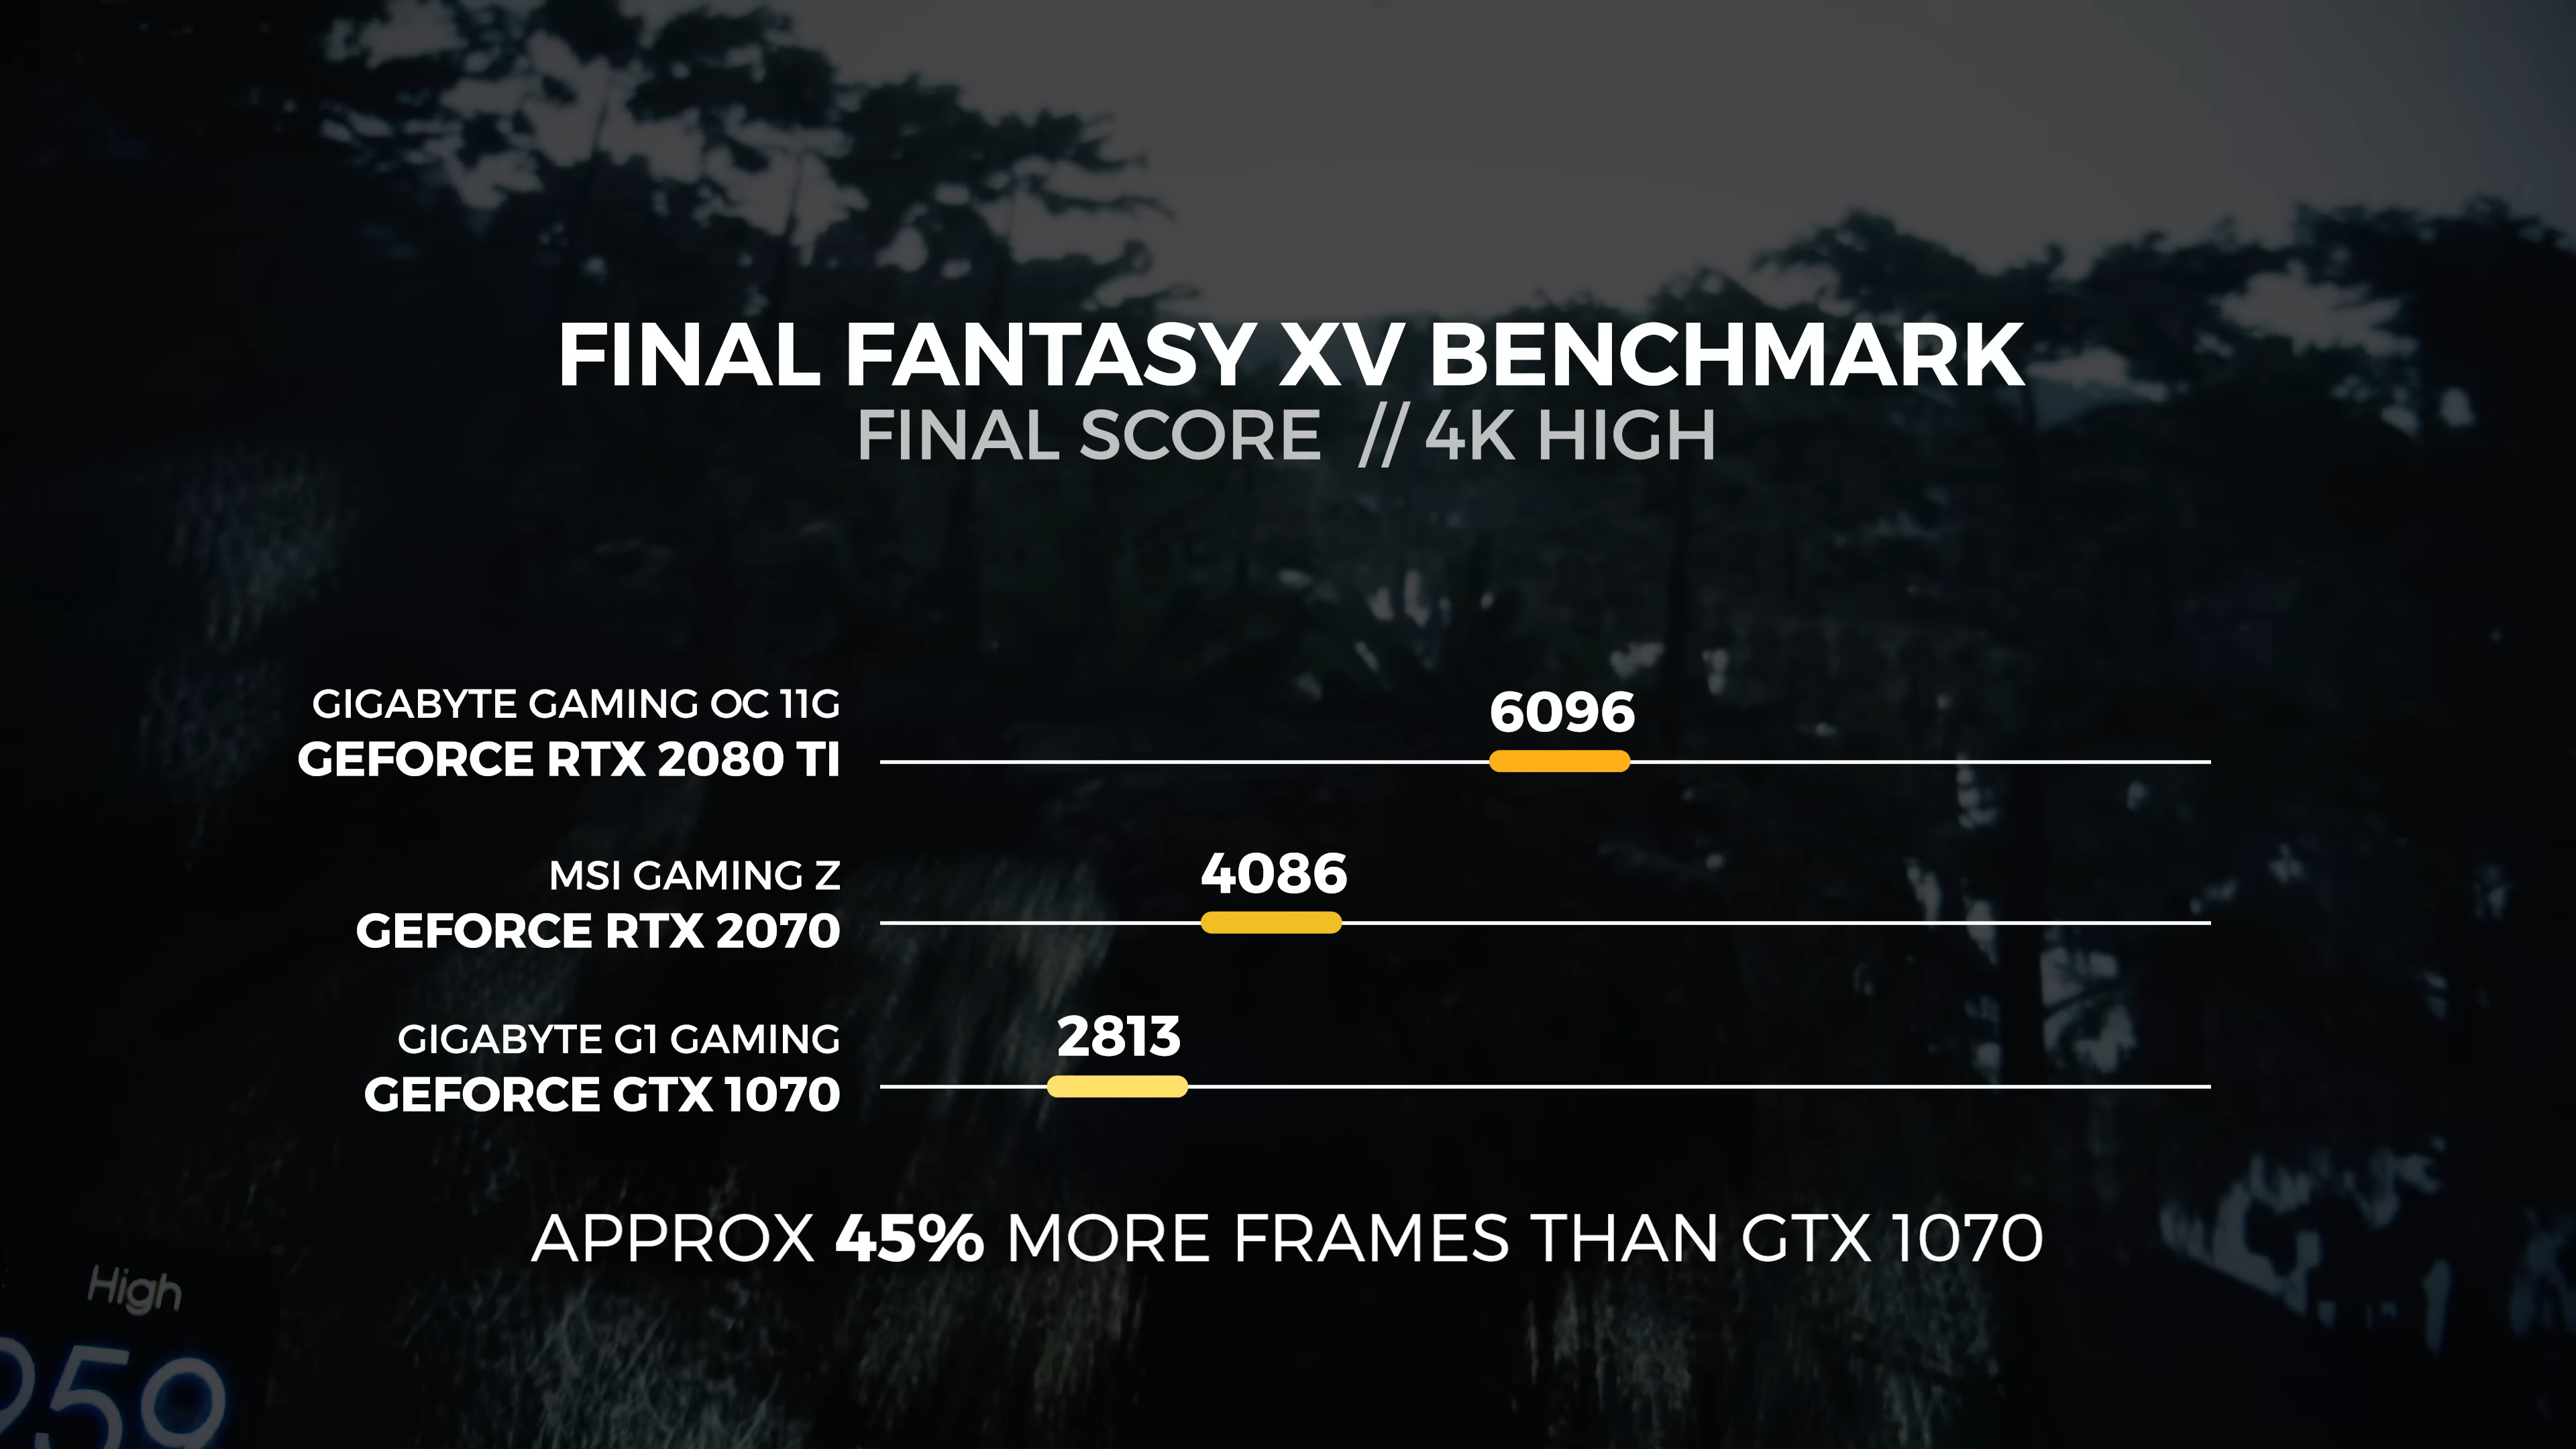 FINAL FANTASY XV BENCHMARK
FINAL SCORE // 4K HIGH
GIGABYTE GAMING OC 11G
GEFORCE RTX 2080 TI
6096
MSI GAMING Z
GEFORCE RTX 2070
4086
GIGABYTE G1 GAMING
GEFORCE GTX 1070
2813
APPROX 45% MORE FRAMES THAN GTX 1070
High